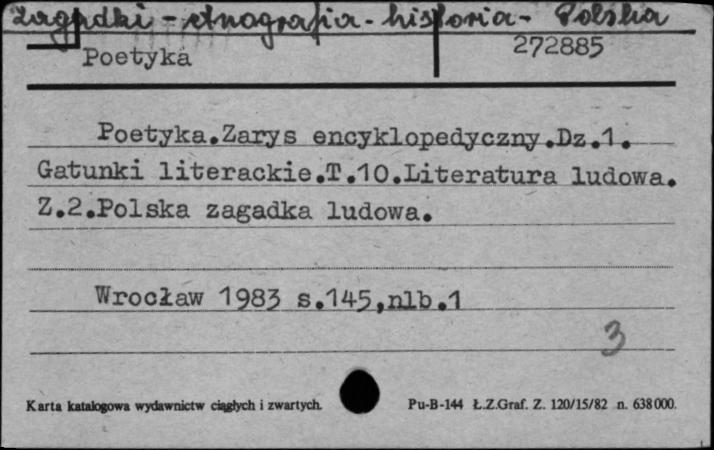 Zagadki - etnografia - historia - Polska
Poetyka
272885
Poetyka.Zarys encyklopedyczny.Dz.1.
Gatunki literackie.T.10.Literatura ludowa.
Z.2.Polska zagadka ludowa.
Wrocław 1983 s.145,nlb.1
3
Karta katalogowa wydawnictw ciągłych i zwartych.
Pu-B-144 Ł.Z.Graf. Z. 120/15/82 n. 638000.